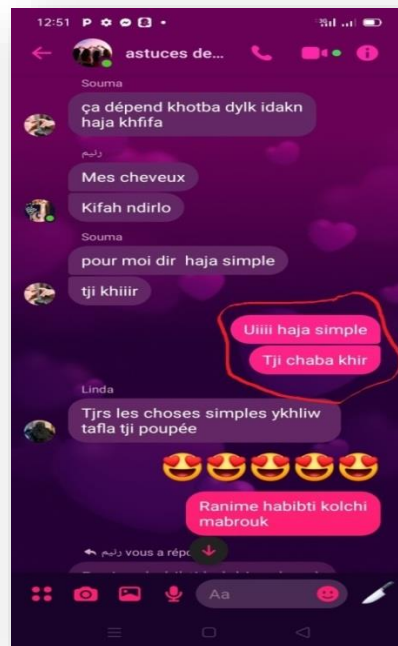 12:51 P
astuces de...
Souma
ça dépend khotba dylk idakn
haja khfifa
رنيم
Mes cheveux
Kifah ndirlo
Souma
pour moi dir haja simple
tji khiiir
Uiiii haja simple
Tji chaba khir
Linda
Tjrs les choses simples ykhliw
tafla tji poupée
😍😍😍😍😍
Ranime habibti kolchi
mabrouk
رنيم vous a répo
Aa